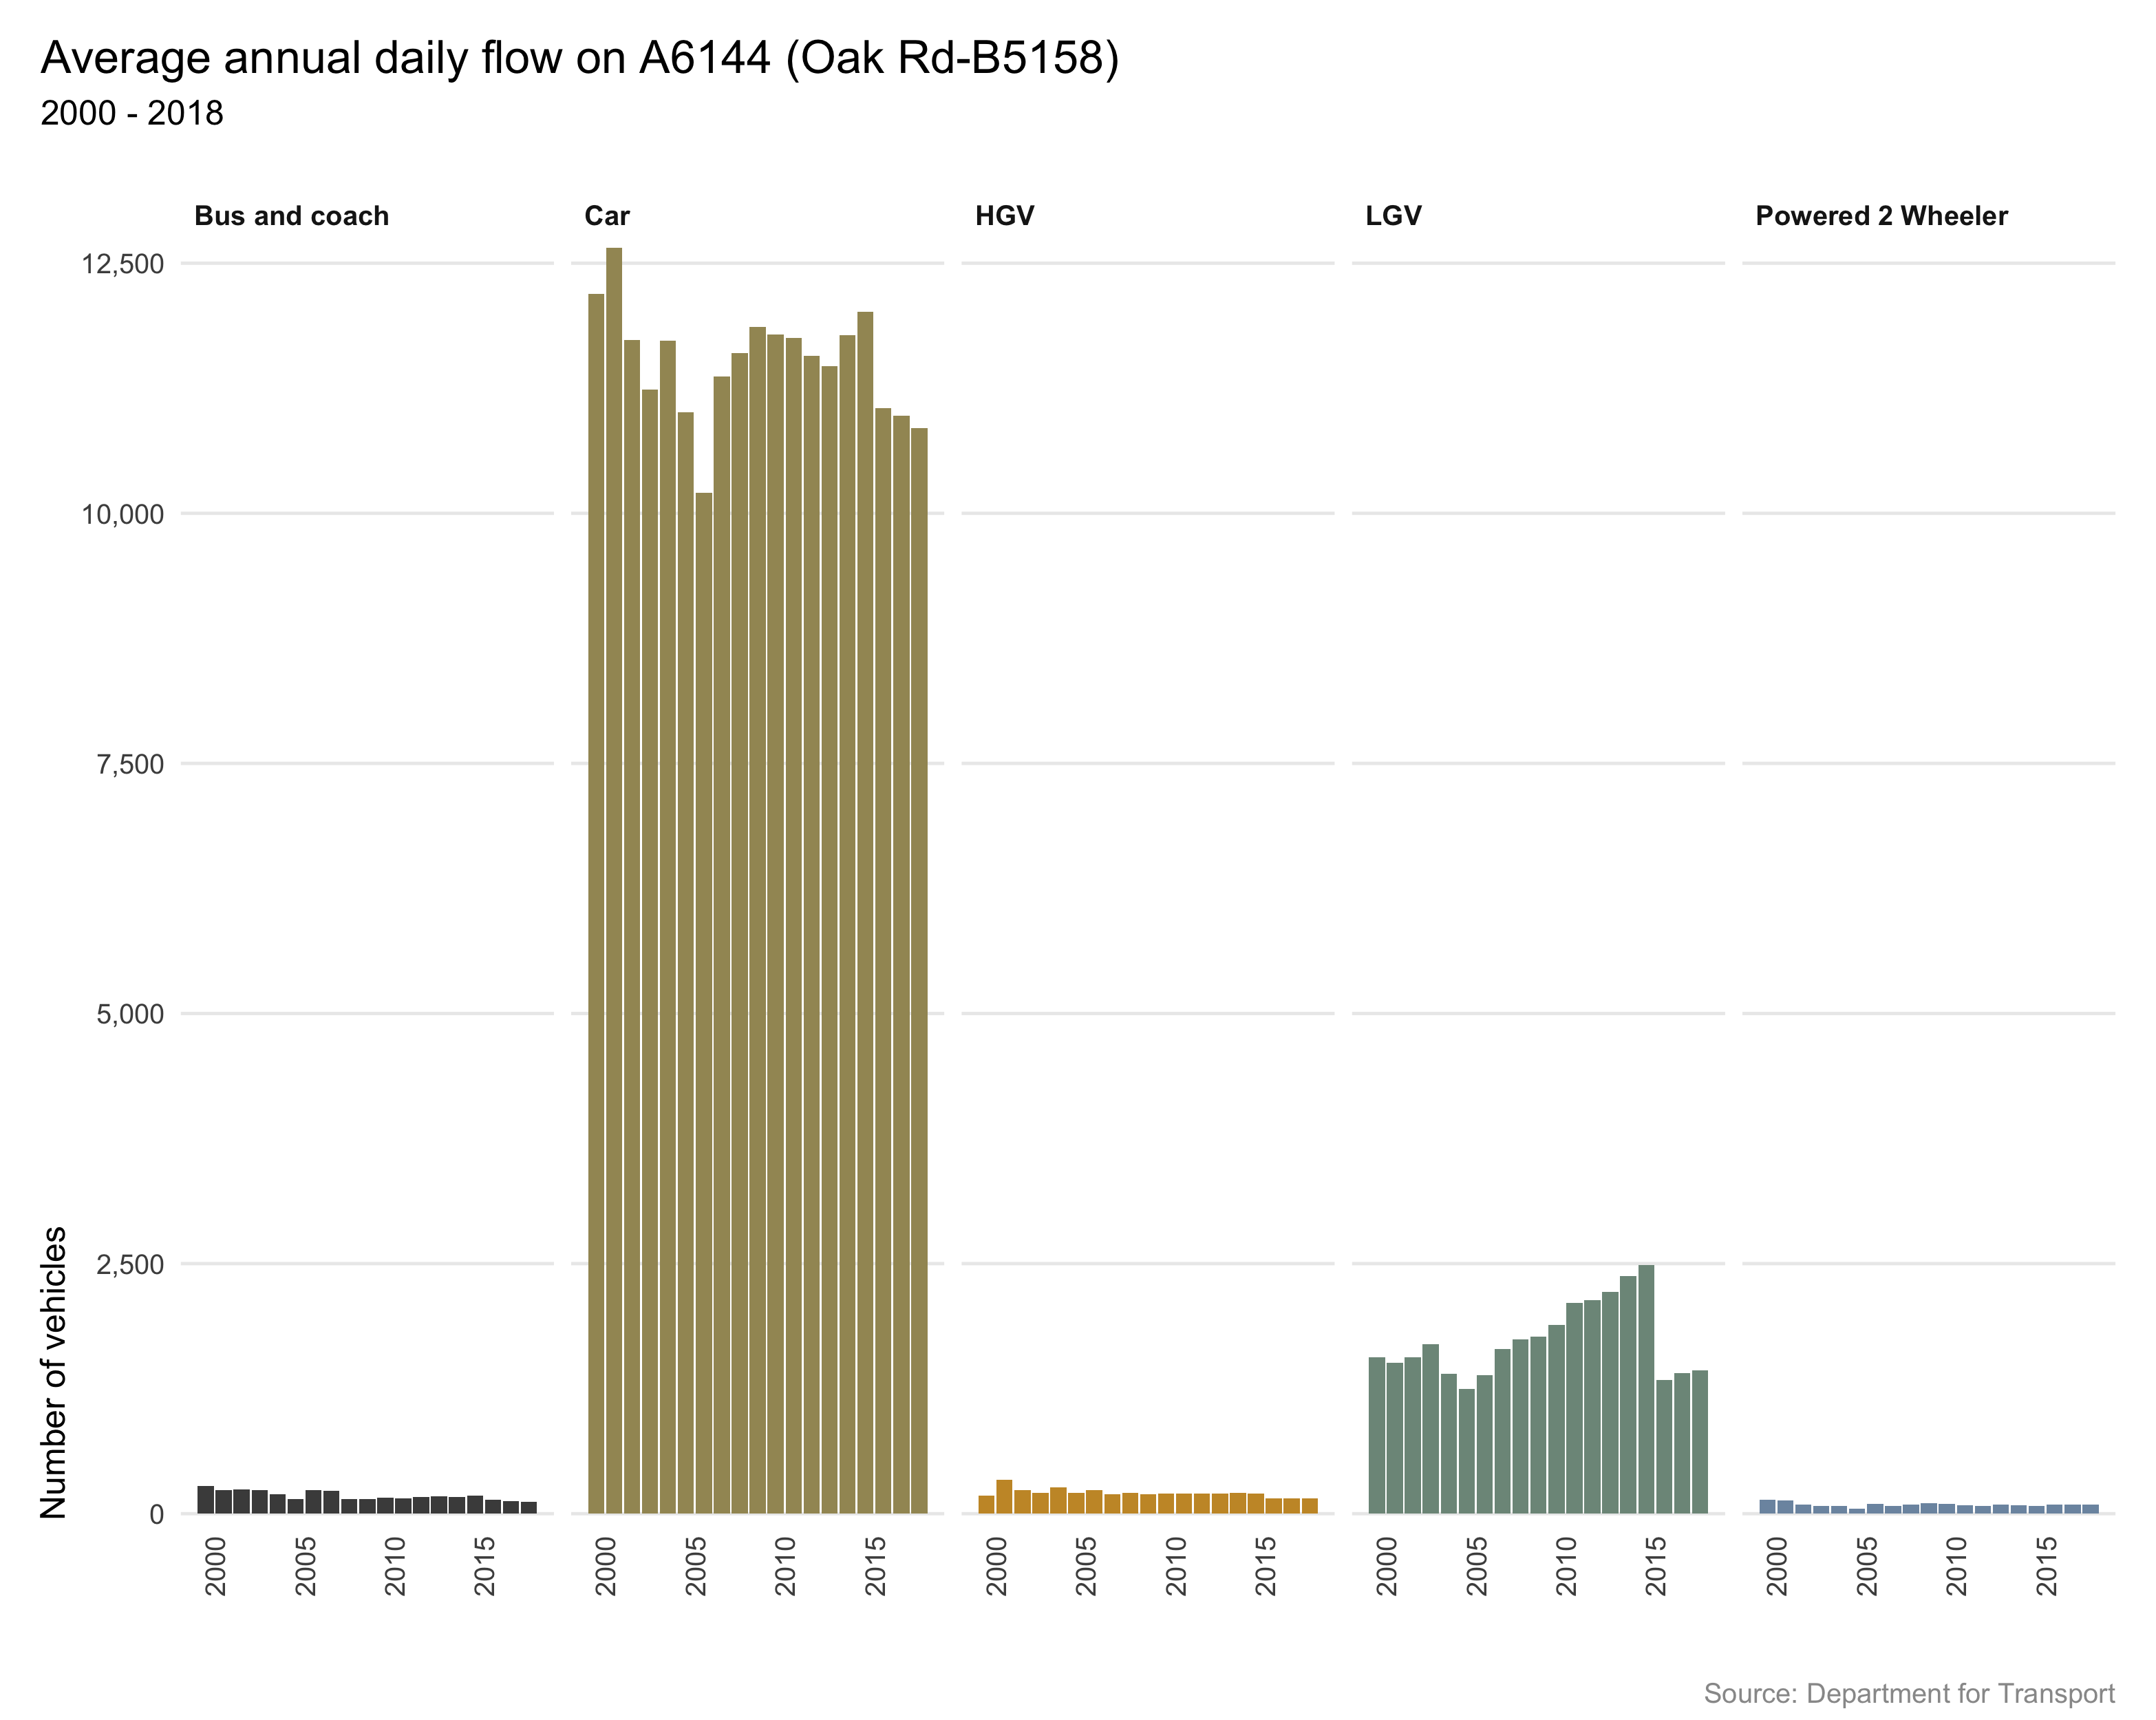 Average annual daily flow on A6144 (Oak Rd-B5158)
2000 - 2018
Bus and coach
Car
HGV
LGV
Powered 2 Wheeler
12,500
10,000
7,500
5,000
2,500
0
Number of vehicles
2000 2005 2010 2015
2000 2005 2010 2015
2000 2005 2010 2015
2000 2005 2010 2015
2000 2005 2010 2015
Source: Department for Transport